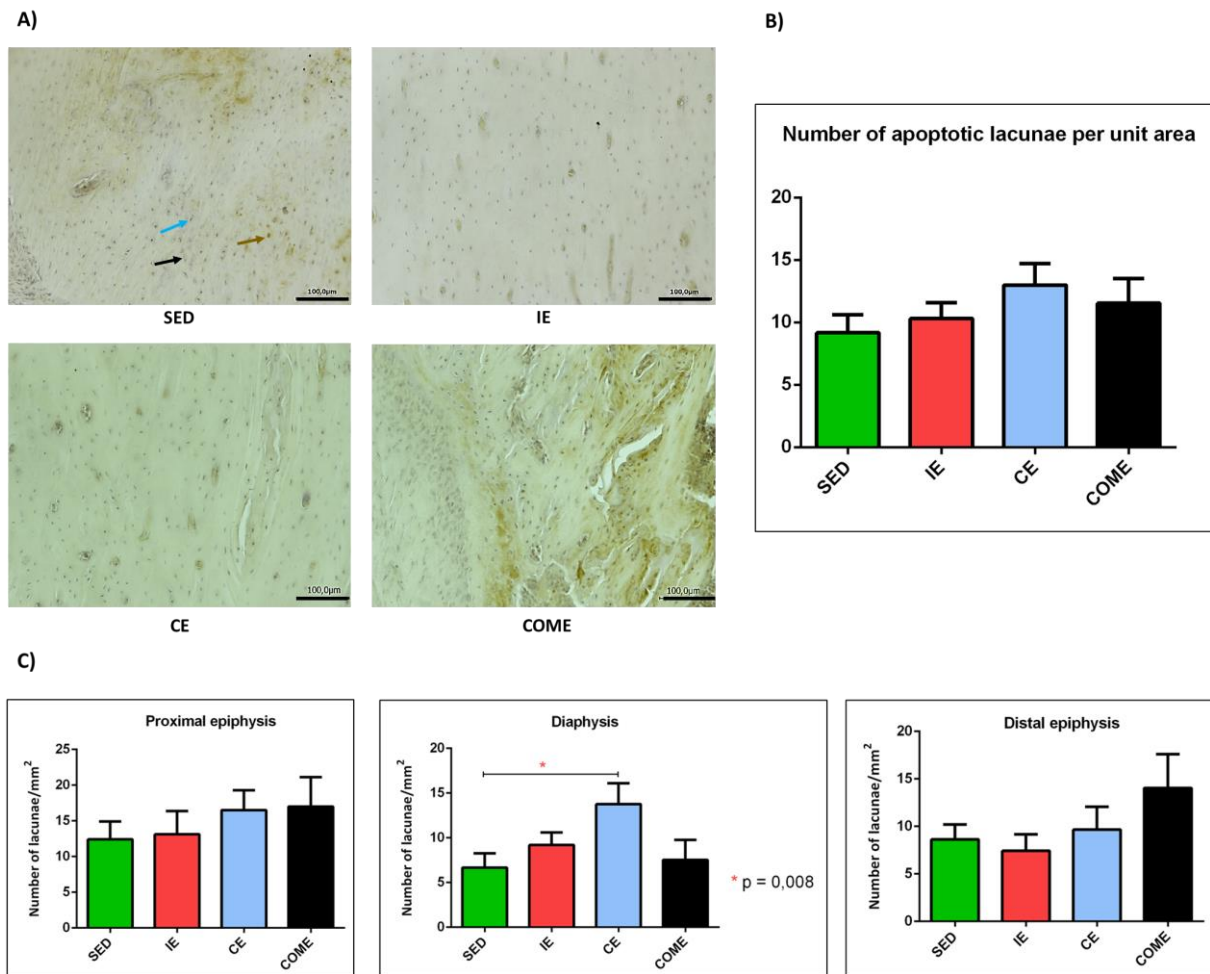 A)
B)
100,0µm
SED
100,0µm
IE
100,0µm
CE
100,0µm
COME
Number of apoptotic lacunae per unit area
20
15
10
5
0
SED
IE
CE
COME
C)
Proximal epiphysis
Number of lacunae/mm²
25
20
15
10
5
0
SED
IE
CE
COME
Diaphysis
Number of lacunae/mm²
20
15
10
5
0
*
SED
IE
CE
COME
* p = 0,008
Distal epiphysis
Number of lacunae/mm²
20
15
10
5
0
SED
IE
CE
COME